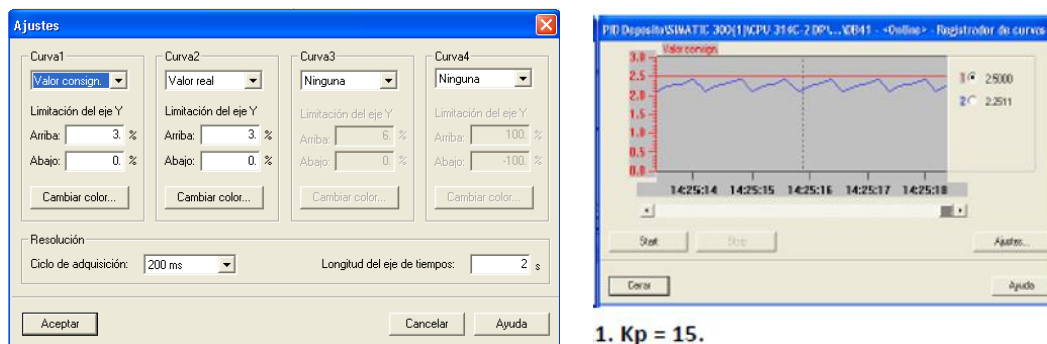 Ajustes
Curva1
Curva2
Curva3
Curva4
Valor consign.
Valor real
Ninguna
Ninguna
Limitación del eje Y
Limitación del eje Y
Limitación del eje Y
Limitación del eje Y
Arriba: 3. %
Arriba: 3. %
Arriba: 6. %
Arriba: 100. %
Abajo: 0. %
Abajo: 0. %
Abajo: 0. %
Abajo: -100. %
Cambiar color...
Cambiar color...
Cambiar color...
Cambiar color...
Resolución
Ciclo de adquisición: 200 ms
Longitud del eje de tiempos: 2 s
Aceptar
Cancelar
Ayuda
PID Deposito\SIMATIC 300(1)\CPU 314C-2 DP\...\DB41 - <Online> - Registrador de curvas
Valor consign.
3.0
2.5
2.0
1.5
1.0
0.5
0.0
1 2.5000
2 2.2511
14:25:14 14:25:15 14:25:16 14:25:17 14:25:18
Start
Stop
Ajustes...
Cerrar
Ayuda
1. Kp = 15.